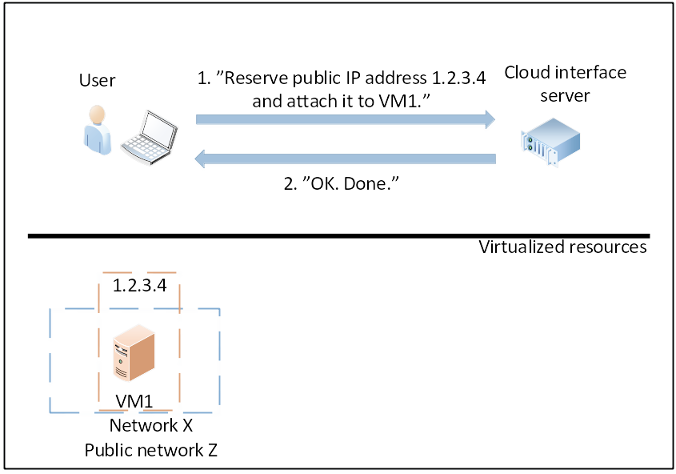 User
1. ”Reserve public IP address 1.2.3.4
and attach it to VM1.”
Cloud interface
server
2. ”OK. Done.”
Virtualized resources
1.2.3.4
VM1
Network X
Public network Z